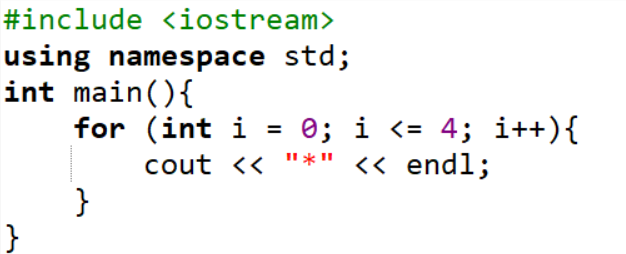 #include <iostream>
using namespace std;
int main(){
    for (int i = 0; i <= 4; i++){
        cout << "*" << endl;
    }
}